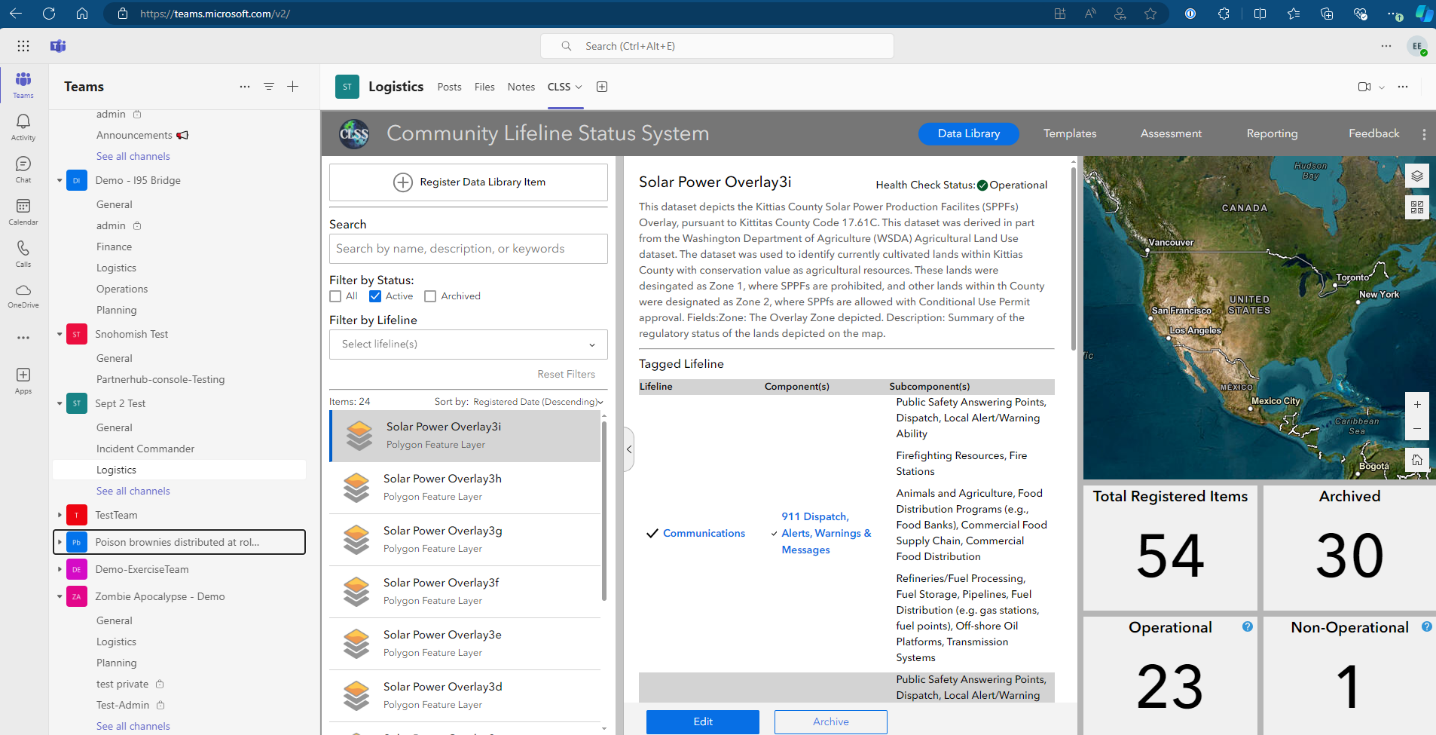 https://teams.microsoft.com/v2/
Search (Ctrl+Alt+E)
EE
Teams
Activity
Chat
Calendar
Calls
OneDrive
Apps
Teams
admin
Announcements
See all channels
DI Demo - I95 Bridge
General
admin
Finance
Logistics
Operations
Planning
ST Snohomish Test
General
Partnerhub-console-Testing
ST Sept 2 Test
General
Incident Commander
Logistics
See all channels
T TestTeam
Pb Poison brownies distributed at rol...
DE Demo-ExerciseTeam
ZA Zombie Apocalypse - Demo
General
Logistics
Planning
test private
Test-Admin
See all channels
ST Logistics Posts Files Notes CLSS
CLSS Community Lifeline Status System
Data Library Templates Assessment Reporting Feedback
Register Data Library Item
Search
Search by name, description, or keywords
Filter by Status:
All Active Archived
Filter by Lifeline
Select lifeline(s)
Reset Filters
Items: 24 Sort by: Registered Date (Descending)
Solar Power Overlay3i
Polygon Feature Layer
Solar Power Overlay3h
Polygon Feature Layer
Solar Power Overlay3g
Polygon Feature Layer
Solar Power Overlay3f
Polygon Feature Layer
Solar Power Overlay3e
Polygon Feature Layer
Solar Power Overlay3d
Polygon Feature Layer
Solar Power Overlay3i Health Check Status: Operational
This dataset depicts the Kittias County Solar Power Production Facilites (SPPFs)
Overlay, pursuant to Kittitas County Code 17.61C. This dataset was derived in part
from the Washington Department of Agriculture (WSDA) Agricultural Land Use
dataset. The dataset was used to identify currently cultivated lands within Kittias
County with conservation value as agricultural resources. These lands were
desingated as Zone 1, where SPPFs are prohibited, and other lands within th County
were designated as Zone 2, where SPPfs are allowed with Conditional Use Permit
approval. Fields:Zone: The Overlay Zone depicted. Description: Summary of the
regulatory status of the lands depicted on the map.
Tagged Lifeline
Lifeline Component(s) Subcomponent(s)
Communications
911 Dispatch,
Alerts, Warnings &
Messages
Public Safety Answering Points,
Dispatch, Local Alert/Warning
Ability
Firefighting Resources, Fire
Stations
Animals and Agriculture, Food
Distribution Programs (e.g.,
Food Banks), Commercial Food
Supply Chain, Commercial
Food Distribution
Refineries/Fuel Processing,
Fuel Storage, Pipelines, Fuel
Distribution (e.g. gas stations,
fuel points), Off-shore Oil
Platforms, Transmission
Systems
Public Safety Answering Points,
Dispatch, Local Alert/Warning
Edit Archive
Hudson
Bay
CANADA
Vancouver
Toronto
New York
UNITED
STATES
San Francisco
Los Angeles
MÉXICO
Mexico City
Caribbean
Sea
Bogotá
Total Registered Items
54
Archived
30
Operational
23
Non-Operational
1